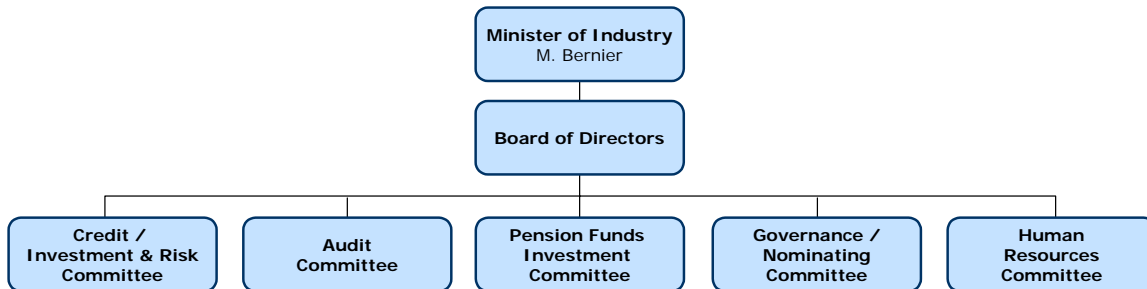 Minister of Industry
M. Bernier
Board of Directors
Credit /
Investment & Risk
Committee
Audit
Committee
Pension Funds
Investment
Committee
Governance /
Nominating
Committee
Human
Resources
Committee